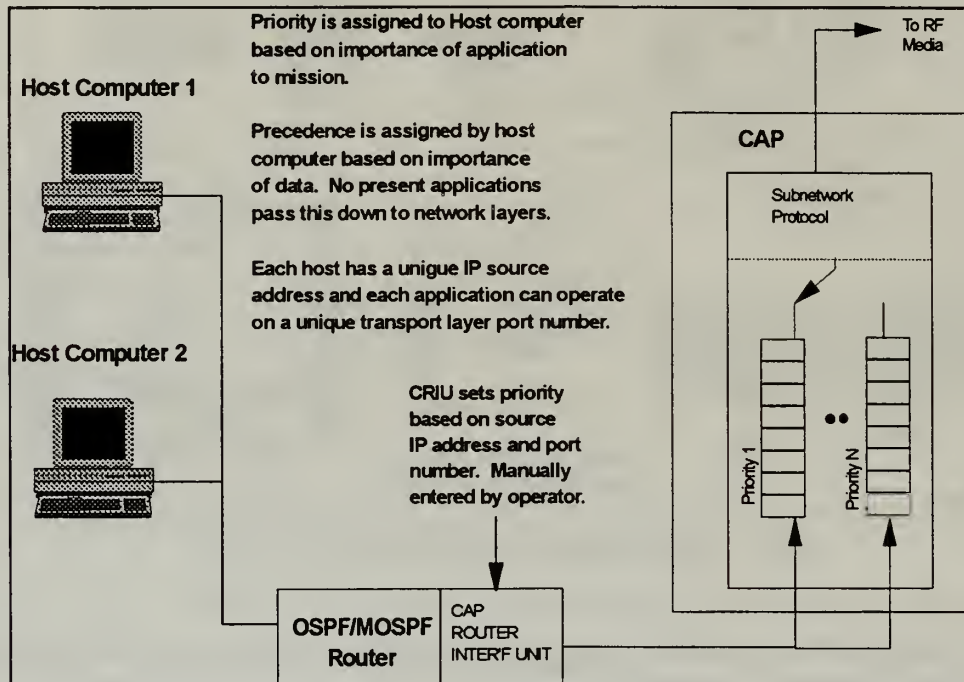 Priority is assigned to Host computer
based on importance of application
to mission.
To RF
Media
Host Computer 1
CAP
Precedence is assigned by host
computer based on importance
of data. No present applications
pass this down to network layers.
Subnetwork
Protocol
Each host has a unigue IP source
address and each application can operate
on a unique transport layer port number.
Host Computer 2
CRIU sets priority
based on source
IP address and port
number. Manually
entered by operator.
Priority 1
Priority N
OSPF/MOSPF
Router
CAP
ROUTER
INTER'F UNIT